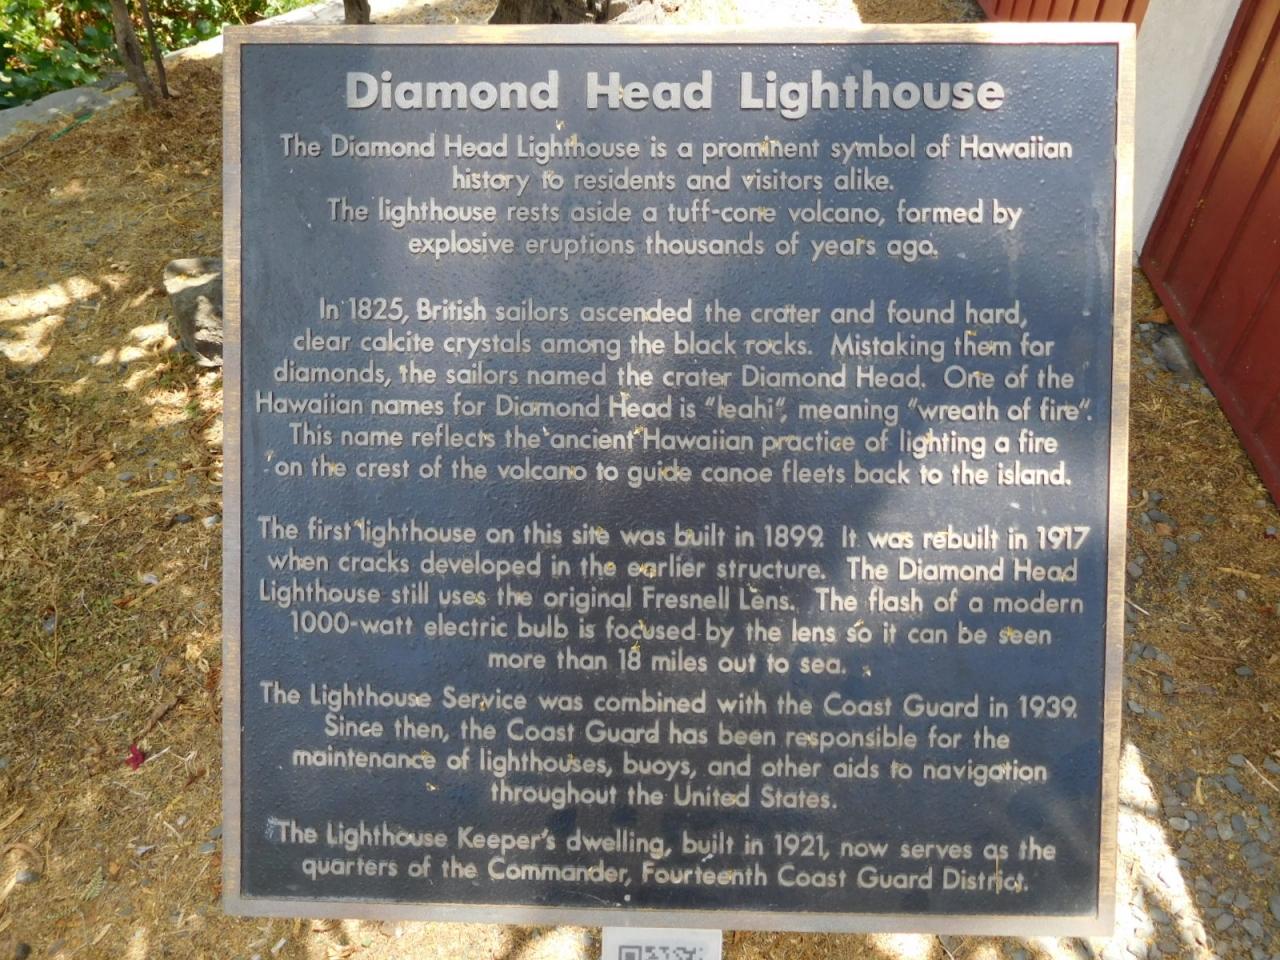 Diamond Head Lighthouse
The Diamond Head Lighthouse is a prominent symbol of Hawaiian
history to residents and visitors alike.
The lighthouse rests aside a tuff-cone volcano, formed by
explosive eruptions thousands of years ago.
In 1825, British sailors ascended the crater and found hard,
clear calcite crystals among the black rocks. Mistaking them for
diamonds, the sailors named the crater Diamond Head. One of the
Hawaiian names for Diamond Head is "leahi", meaning "wreath of fire".
This name reflects the ancient Hawaiian practice of lighting a fire
on the crest of the volcano to guide canoe fleets back to the island.
The first lighthouse on this site was built in 1899. It was rebuilt in 1917
when cracks developed in the earlier structure. The Diamond Head
Lighthouse still uses the original Fresnell Lens. The flash of a modern
1000-watt electric bulb is focused by the lens so it can be seen
more than 18 miles out to sea.
The Lighthouse Service was combined with the Coast Guard in 1939.
Since then, the Coast Guard has been responsible for the
maintenance of lighthouses, buoys, and other aids to navigation
throughout the United States.
The Lighthouse Keeper's dwelling, built in 1921, now serves as the
quarters of the Commander, Fourteenth Coast Guard District.